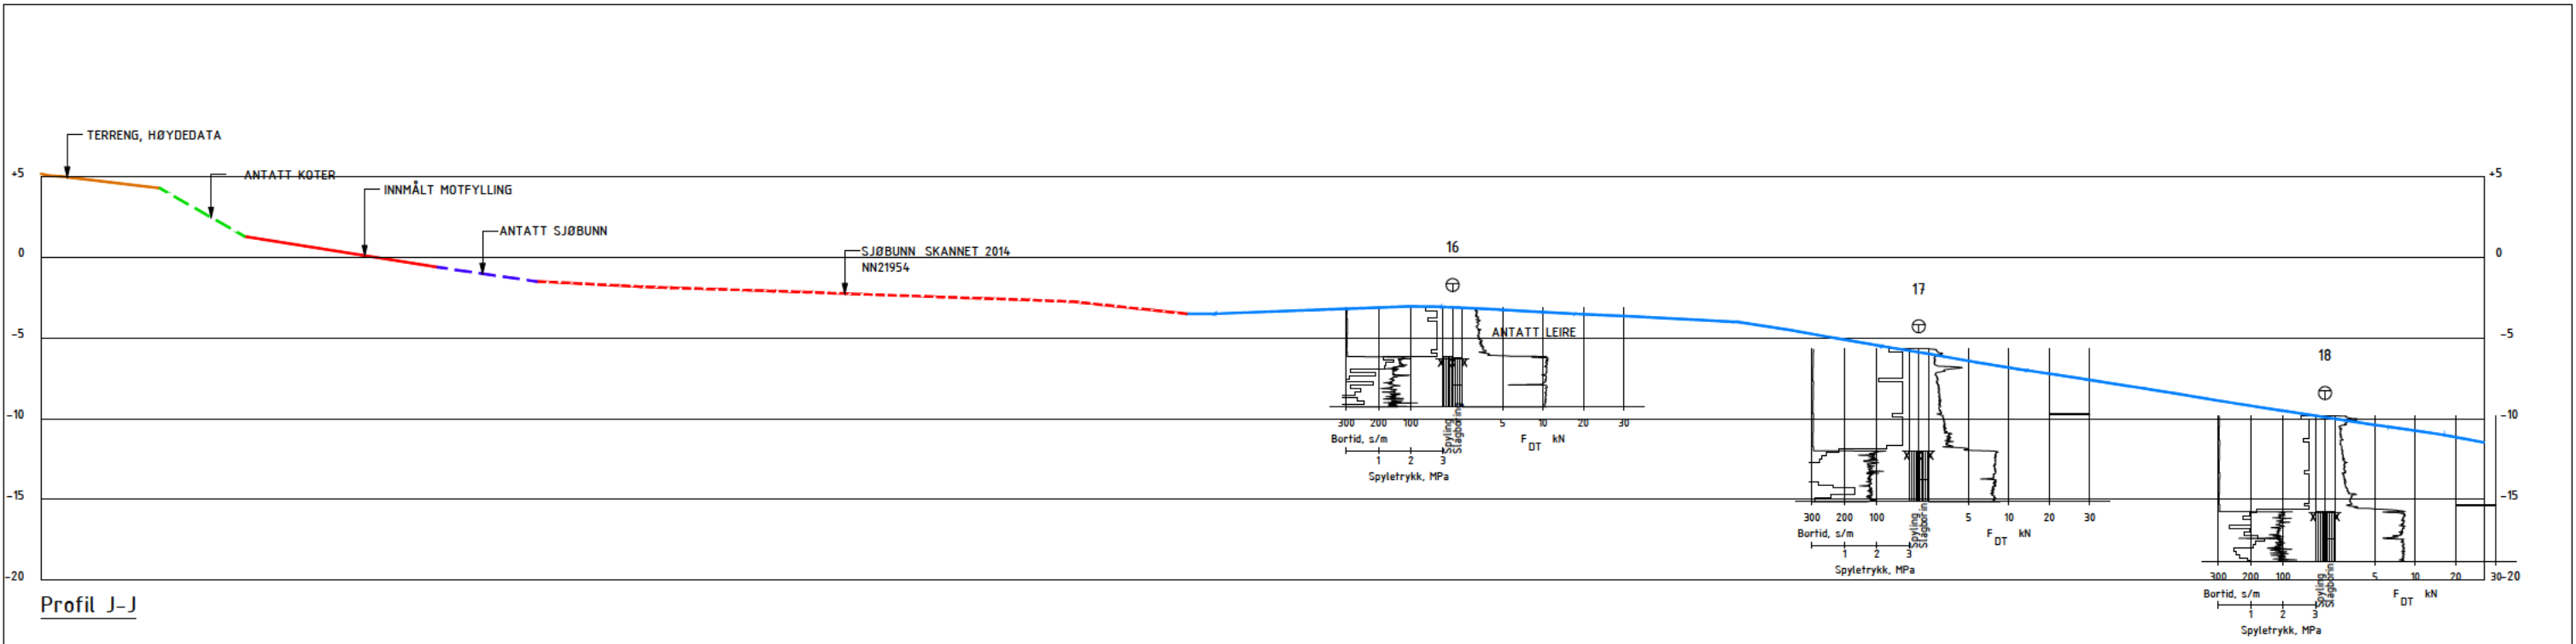 TERRENG, HØYDEDATA
ANTATT KOTER
INNMÅLT MOTFYLLING
ANTATT SJØBUNN
SJØBUNN SKANNET 2014
NN21954
+5
0
-5
-10
-15
-20
+5
0
-5
-10
-15
-20
16
ANTATT LEIRE
300 200 100
5 10 20 30
Bortid, s/m
Spyling
Slagboring
F DT kN
1 2 3
Spyletrykk, MPa
17
300 200 100
5 10 20 30
Bortid, s/m
Spyling
Slagborin
F DT kN
1 2 3
Spyletrykk, MPa
18
300 200 100
5 10 20 30
Bortid, s/m
Spyling
Slagborin
F DT kN
1 2 3
Spyletrykk, MPa
Profil J-J